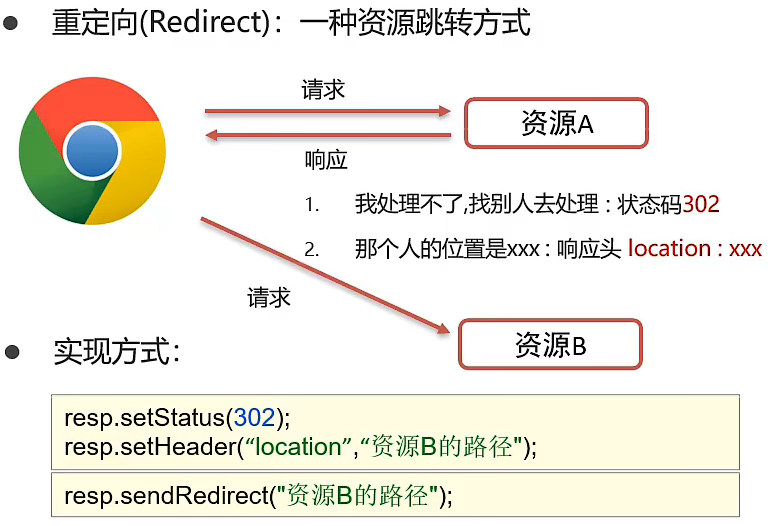 重定向(Redirect)：一种资源跳转方式
请求
资源A
响应
1. 我处理不了,找别人去处理：状态码302
2. 那个人的位置是xxx：响应头 location : xxx
请求
资源B
实现方式：
resp.setStatus(302);
resp.setHeader(“location”,“资源B的路径");
resp.sendRedirect("资源B的路径");